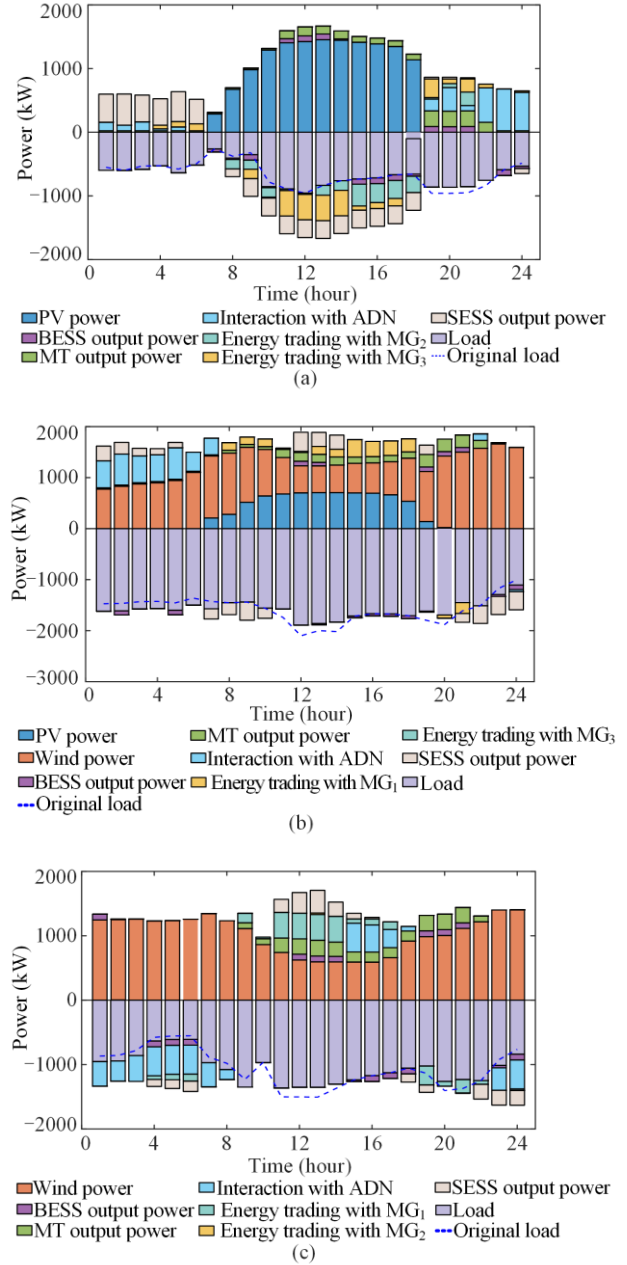 2000
1000
0
−1000
−2000
Power (kW)
0 4 8 12 16 20 24
Time (hour)
PV power Interaction with ADN SESS output power
BESS output power Energy trading with MG2 Load
MT output power Energy trading with MG3 Original load
(a)
2000
1000
0
−1000
−2000
−3000
Power (kW)
0 4 8 12 16 20 24
Time (hour)
PV power MT output power Energy trading with MG3
Wind power Interaction with ADN SESS output power
BESS output power Energy trading with MG1 Load
Original load
(b)
2000
1000
0
−1000
−2000
Power (kW)
0 4 8 12 16 20 24
Time (hour)
Wind power Interaction with ADN SESS output power
BESS output power Energy trading with MG1 Load
MT output power Energy trading with MG2 Original load
(c)